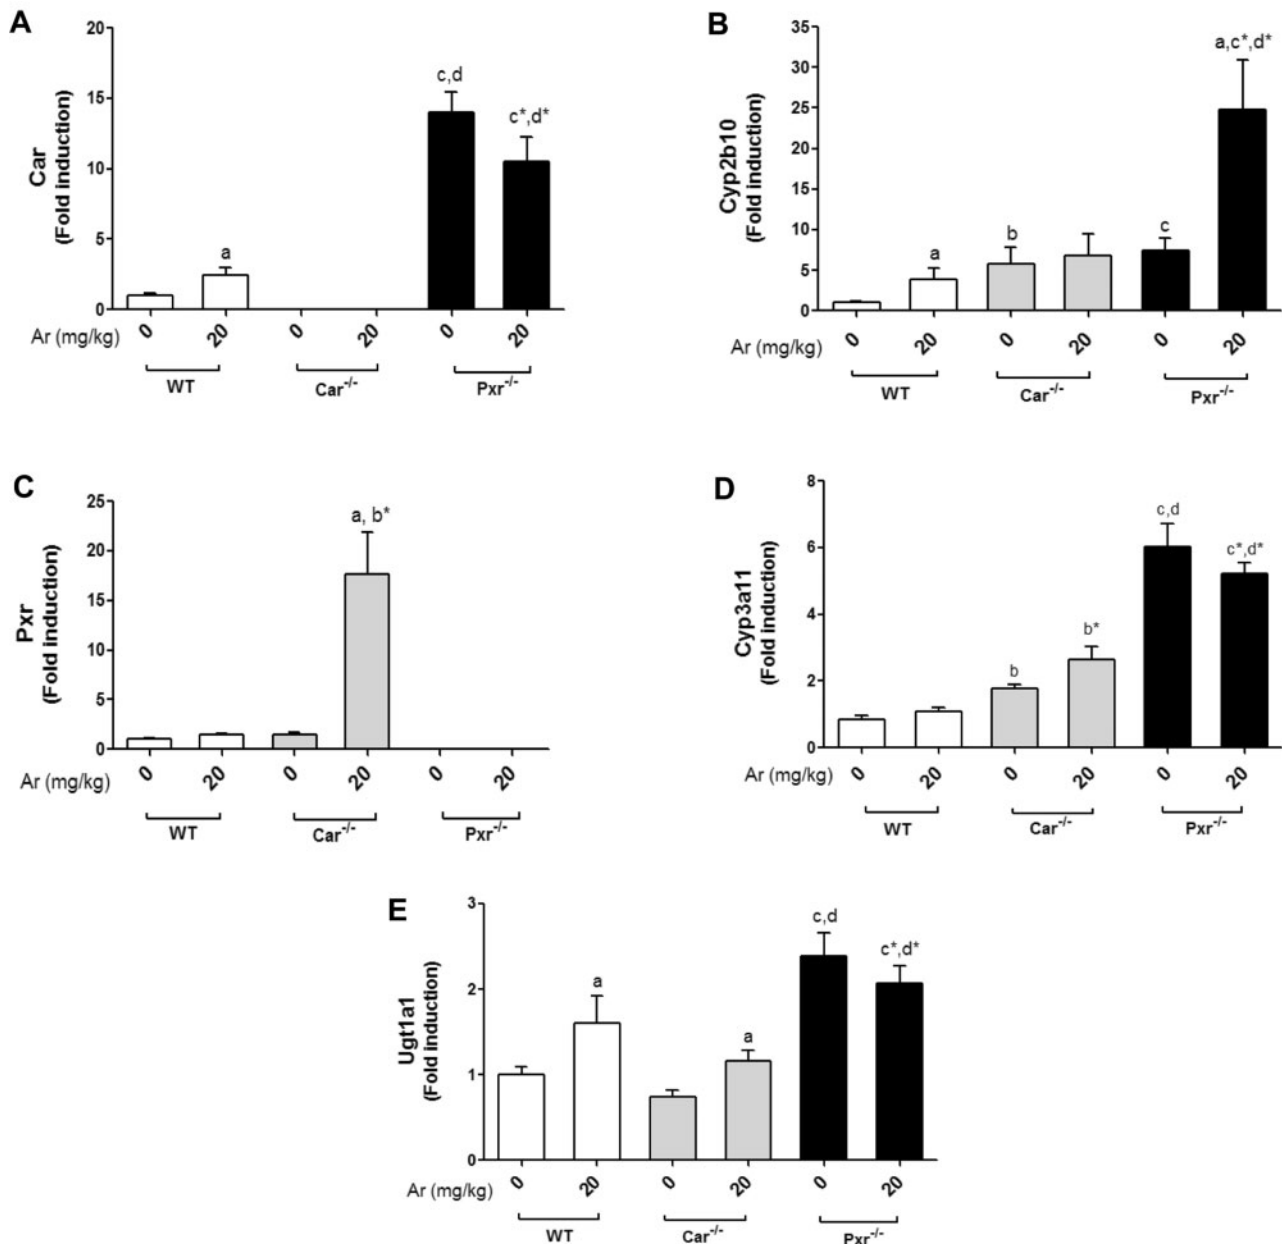 A
Car
(Fold induction)
20
15
10
5
0
a
c,d
c*,d*
Ar (mg/kg)
0
20
0
20
0
20
WT
Car-/-
Pxr-/-
B
Cyp2b10
(Fold induction)
35
30
25
20
15
10
5
0
a
b
c
a,c*,d*
Ar (mg/kg)
0
20
0
20
0
20
WT
Car-/-
Pxr-/-
C
Pxr
(Fold induction)
25
20
15
10
5
0
a, b*
Ar (mg/kg)
0
20
0
20
0
20
WT
Car-/-
Pxr-/-
D
Cyp3a11
(Fold induction)
8
6
4
2
0
b
b*
c,d
c*,d*
Ar (mg/kg)
0
20
0
20
0
20
WT
Car-/-
Pxr-/-
E
Ugt1a1
(Fold induction)
3
2
1
0
a
a
c,d
c*,d*
Ar (mg/kg)
0
20
0
20
0
20
WT
Car-/-
Pxr-/-